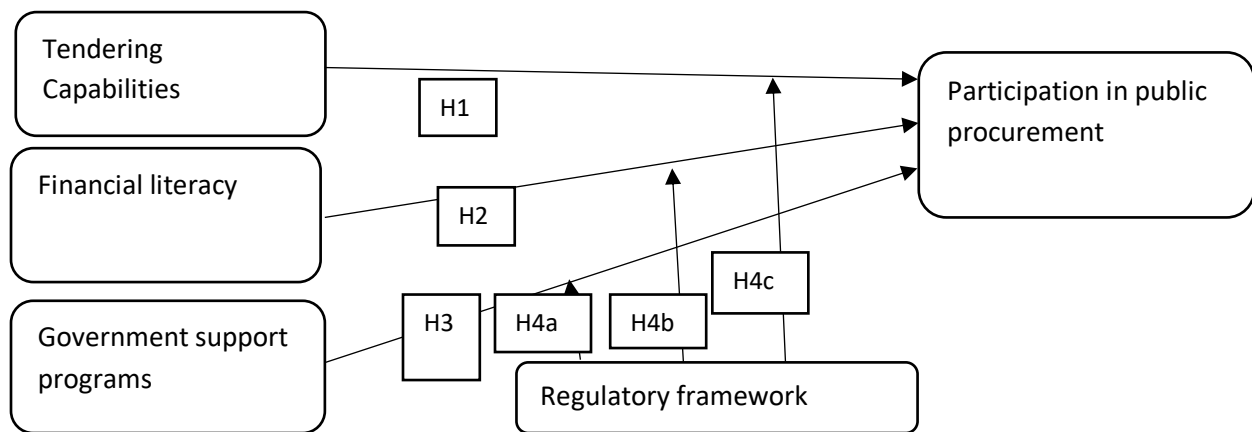 Tendering
Capabilities
Participation in public
procurement
H1
Financial literacy
H2
H4c
H3
H4a
H4b
Government support
programs
Regulatory framework